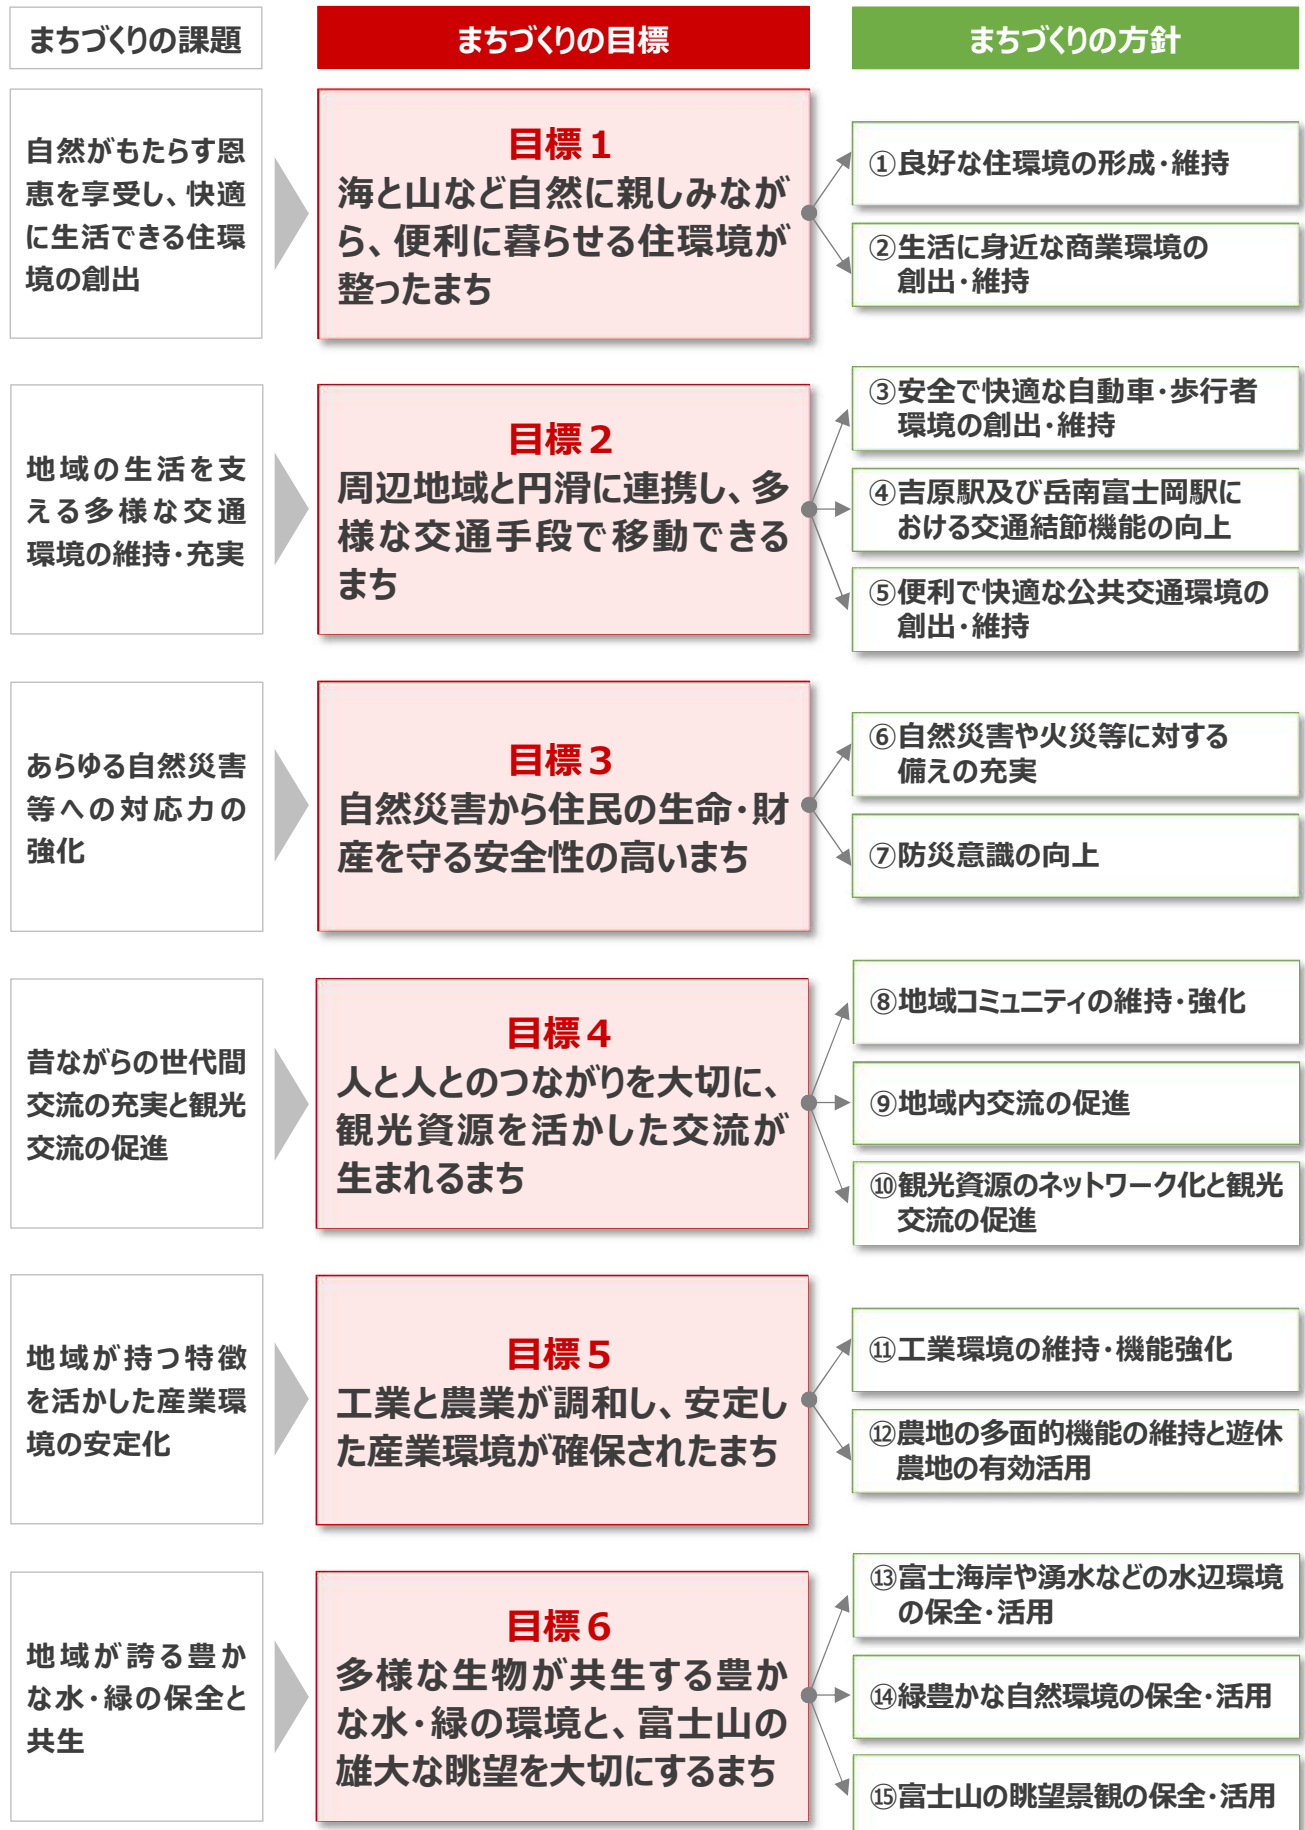 まちづくりの課題
まちづくりの目標
まちづくりの方針
自然がもたらす恩
恵を享受し、快適
に生活できる住環
境の創出
目標１
海と山など自然に親しみなが
ら、便利に暮らせる住環境が
整ったまち
①良好な住環境の形成・維持
②生活に身近な商業環境の
創出・維持
地域の生活を支
える多様な交通
環境の維持・充実
目標２
周辺地域と円滑に連携し、多
様な交通手段で移動できる
まち
③安全で快適な自動車・歩行者
環境の創出・維持
④吉原駅及び岳南富士岡駅に
おける交通結節機能の向上
⑤便利で快適な公共交通環境の
創出・維持
あらゆる自然災害
等への対応力の
強化
目標３
自然災害から住民の生命・財
産を守る安全性の高いまち
⑥自然災害や火災等に対する
備えの充実
⑦防災意識の向上
昔ながらの世代間
交流の充実と観光
交流の促進
目標４
人と人とのつながりを大切に、
観光資源を活かした交流が
生まれるまち
⑧地域コミュニティの維持・強化
⑨地域内交流の促進
⑩観光資源のネットワーク化と観光
交流の促進
地域が持つ特徴
を活かした産業環
境の安定化
目標５
工業と農業が調和し、安定し
た産業環境が確保されたまち
⑪工業環境の維持・機能強化
⑫農地の多面的機能の維持と遊休
農地の有効活用
地域が誇る豊か
な水・緑の保全と
共生
目標６
多様な生物が共生する豊か
な水・緑の環境と、富士山の
雄大な眺望を大切にするまち
⑬富士海岸や湧水などの水辺環境
の保全・活用
⑭緑豊かな自然環境の保全・活用
⑮富士山の眺望景観の保全・活用